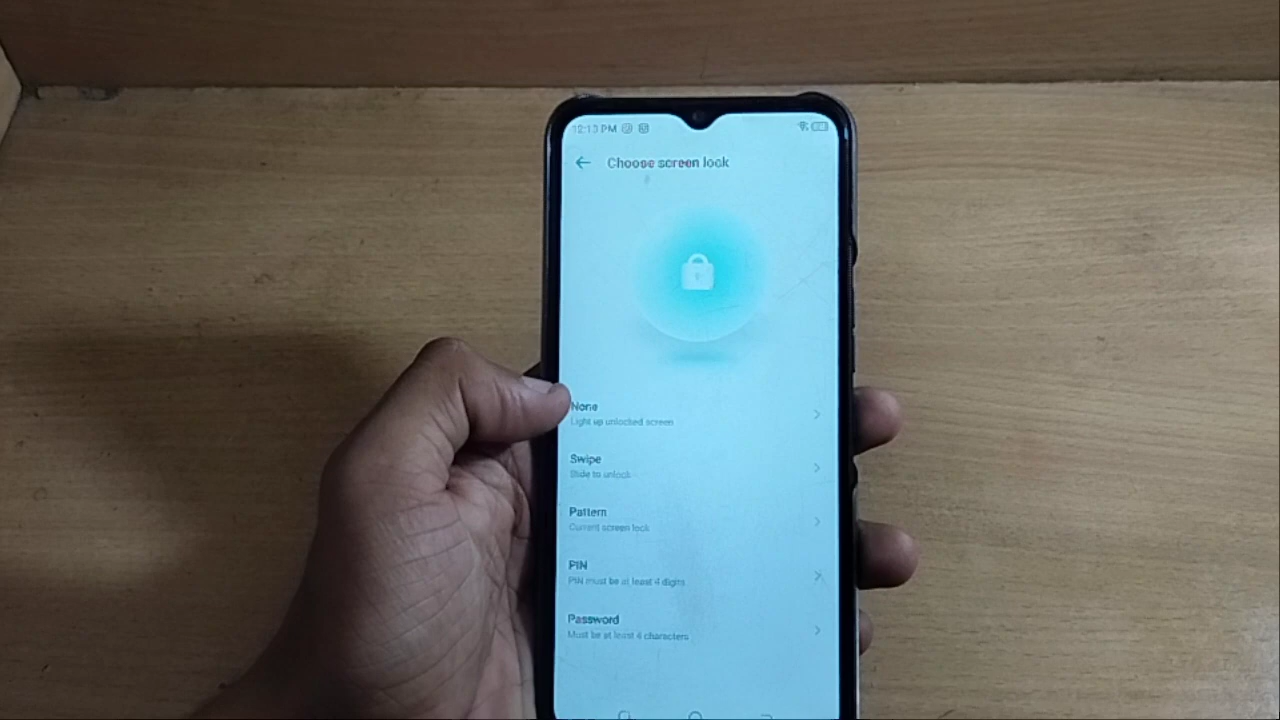 12:13 PM
Choose screen lock
None
Light up unlocked screen
Swipe
Slide to unlock
Pattern
Current screen lock
PIN
PIN must be at least 4 digits
Password
Must be at least 4 characters